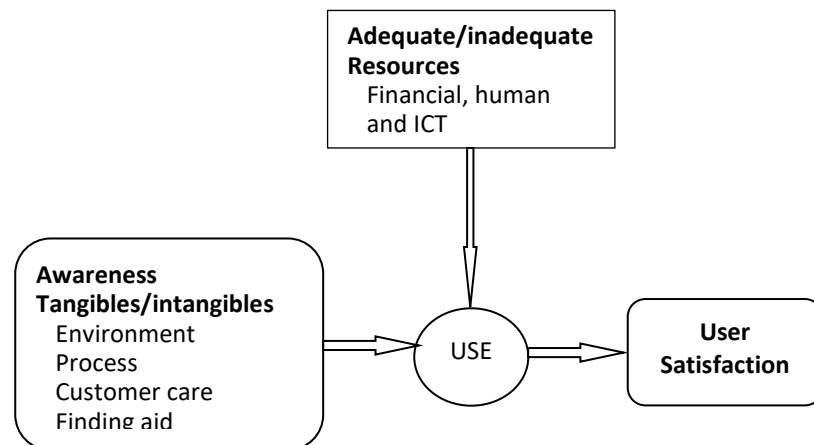 Adequate/inadequate
Resources
Financial, human
and ICT
Awareness
Tangibles/intangibles
Environment
Process
Customer care
Finding aid
USE
User
Satisfaction